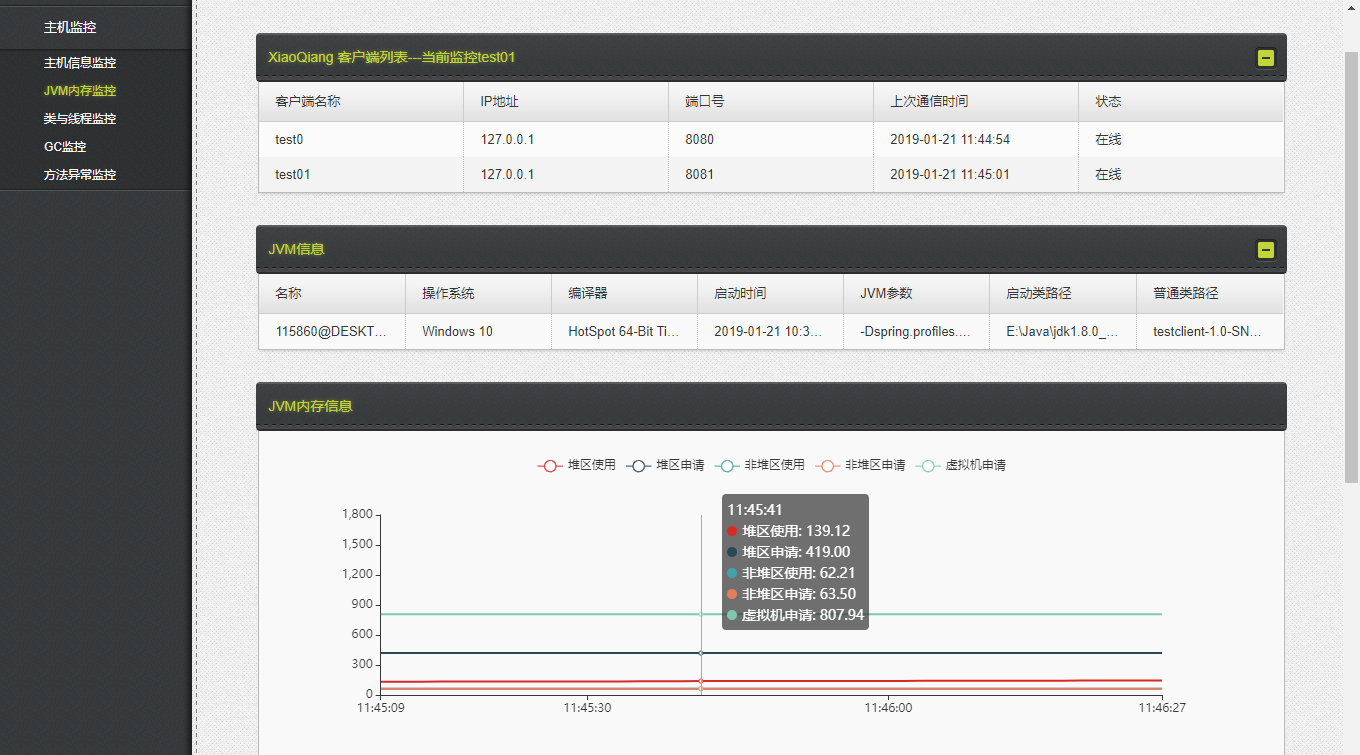 主机监控
主机信息监控
JVM内存监控
类与线程监控
GC监控
方法异常监控
XiaoQiang 客户端列表---当前监控test01
客户端名称 IP地址 端口号 上次通信时间 状态
test0 127.0.0.1 8080 2019-01-21 11:44:54 在线
test01 127.0.0.1 8081 2019-01-21 11:45:01 在线
JVM信息
名称 操作系统 编译器 启动时间 JVM参数 启动类路径 普通类路径
115860@DESKT... Windows 10 HotSpot 64-Bit Ti... 2019-01-21 10:3... -Dspring.profiles.... E:\Java\jdk1.8.0_... testclient-1.0-SN...
JVM内存信息
堆区使用 堆区申请 非堆区使用 非堆区申请 虚拟机申请
11:45:41
堆区使用: 139.12
堆区申请: 419.00
非堆区使用: 62.21
非堆区申请: 63.50
虚拟机申请: 807.94
1,800
1,500
1,200
900
600
300
0
11:45:09 11:45:30 11:46:00 11:46:27